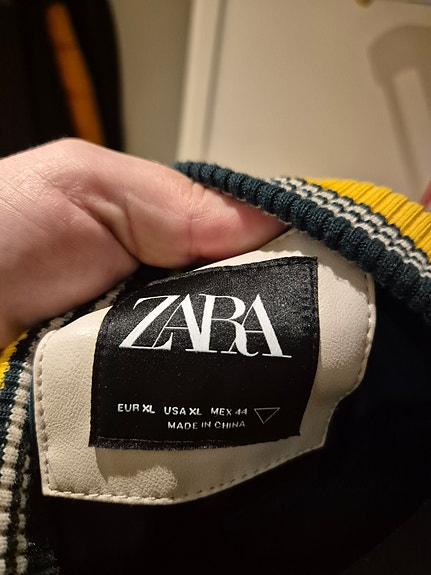 ZARA
EUR XL USA XL MEX 44
MADE IN CHINA